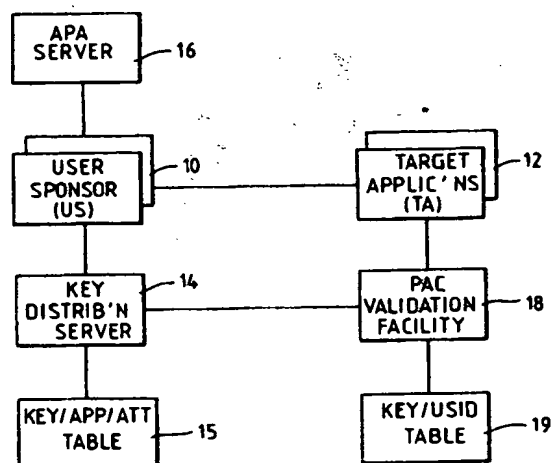 APA
SERVER
16
USER
SPONSOR
(US)
10
TARGET
APPLIC'NS
(TA)
12
KEY
DISTRIB'N
SERVER
14
PAC
VALIDATION
FACILITY
18
KEY/APP/ATT
TABLE
15
KEY/USID
TABLE
19